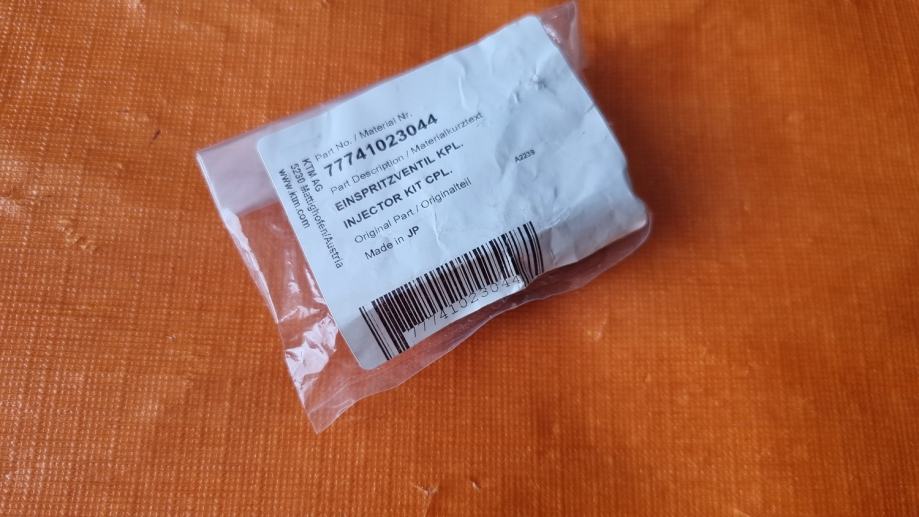 Part No. / Material Nr.
77741023044
Part Description / Materialkurztext
EINSPRITZVENTIL KPL.
INJECTOR KIT CPL.
Original Part / Originalteil
Made in JP
A2239
KTM AG
5230 Mattighofen/Austria
www.ktm.com
77741023044